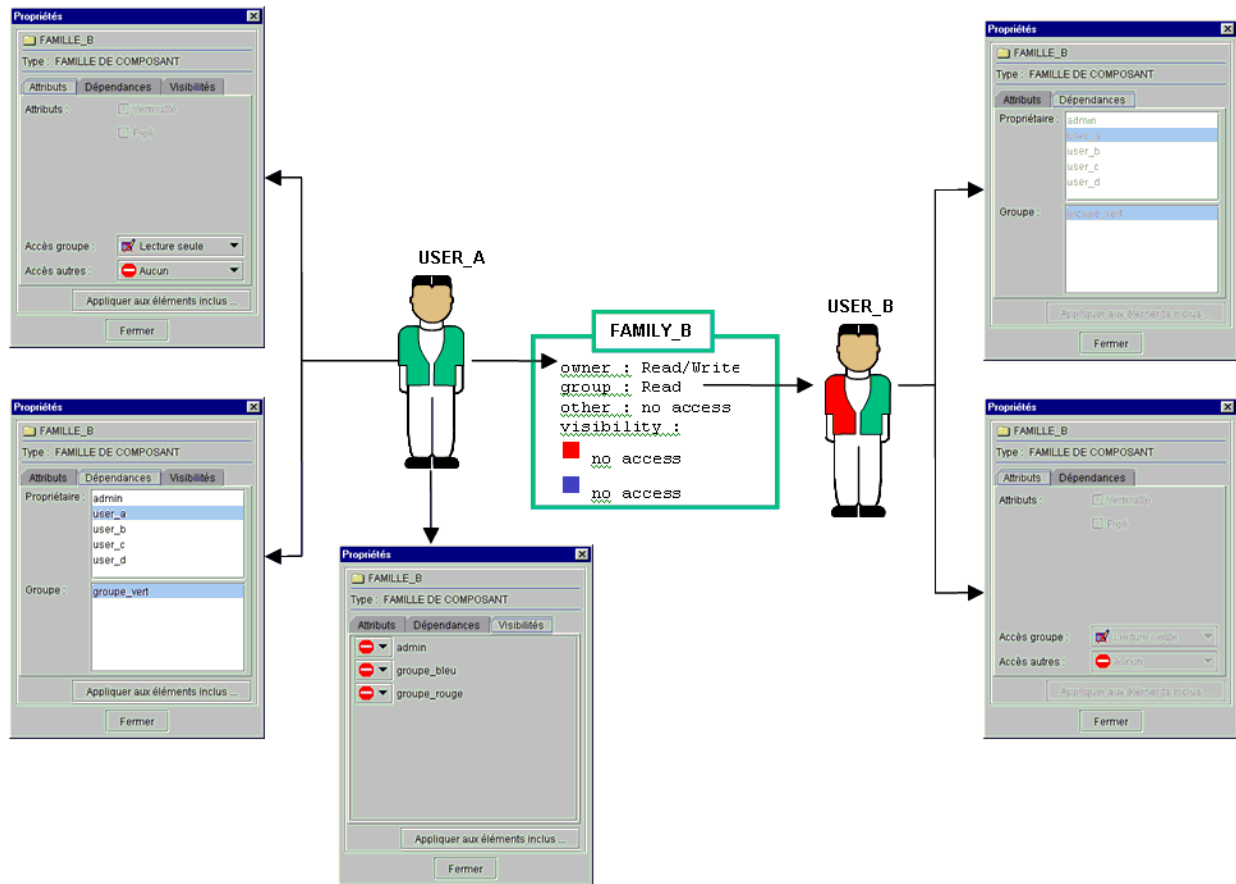 Propriétés
FAMILLE_B
Type : FAMILLE DE COMPOSANT
Attributs Dépendances Visibilités
Attributs :
Verrouillé
Figé
Accès groupe : Lecture seule
Accès autres : Aucun
Appliquer aux éléments inclus ...
Fermer
Propriétés
FAMILLE_B
Type : FAMILLE DE COMPOSANT
Attributs Dépendances
Propriétaire : admin
user_a
user_b
user_c
user_d
Groupe : groupe_vert
Appliquer aux éléments inclus ...
Fermer
USER_A
FAMILY_B
owner : Read/Write
group : Read
other : no access
visibility :
no access
no access
USER_B
Propriétés
FAMILLE_B
Type : FAMILLE DE COMPOSANT
Attributs Dépendances Visibilités
Propriétaire : admin
user_a
user_b
user_c
user_d
Groupe : groupe_vert
Appliquer aux éléments inclus ...
Fermer
Propriétés
FAMILLE_B
Type : FAMILLE DE COMPOSANT
Attributs Dépendances Visibilités
admin
groupe_bleu
groupe_rouge
Appliquer aux éléments inclus ...
Fermer
Propriétés
FAMILLE_B
Type : FAMILLE DE COMPOSANT
Attributs Dépendances
Attributs :
Verrouillé
Figé
Accès groupe : Lecture seule
Accès autres : Aucun
Appliquer aux éléments inclus ...
Fermer